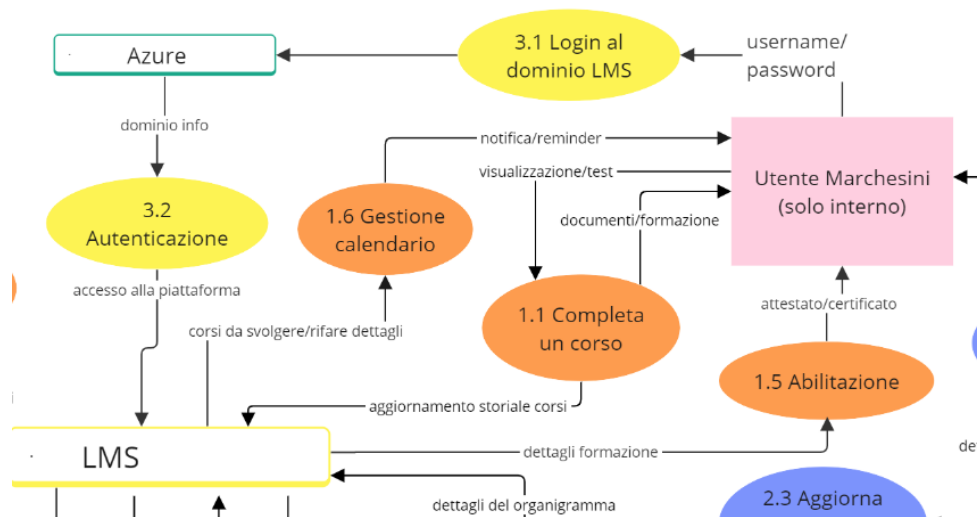 3.1 Login al
dominio LMS
username/
password
Azure
dominio info
notifica/reminder
visualizzazione/test
Utente Marchesini
(solo interno)
3.2
Autenticazione
1.6 Gestione
calendario
documenti/formazione
accesso alla piattaforma
attestato/certificato
1.1 Completa
un corso
corsi da svolgere/rifare dettagli
1.5 Abilitazione
aggiornamento storiale corsi
LMS
dettagli formazione
det
2.3 Aggiorna
dettagli del organigramma